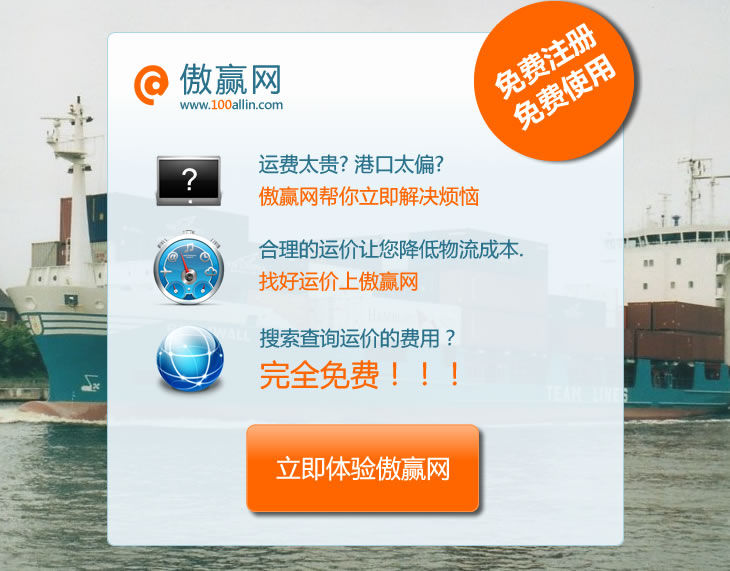 傲赢网
www.100allin.com
免费注册
免费使用
?
运费太贵? 港口太偏?
傲赢网帮你立即解决烦恼
合理的运价让您降低物流成本.
找好运价上傲赢网
搜索查询运价的费用？
完全免费！！！
TEAM LINES
立即体验傲赢网